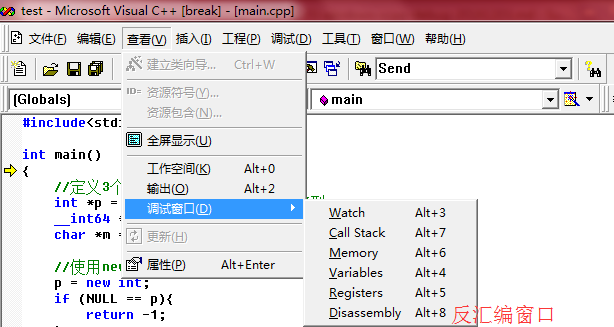 test - Microsoft Visual C++ [break] - [main.cpp]
文件(F) 编辑(E) 查看(V) 插入(I) 工程(P) 调试(D) 工具(T) 窗口(W) 帮助(H)
建立类向导... Ctrl+W
Send
ID= 资源符号(Y)...
资源包含(N)...
(Globals)
main
全屏显示(U)
工作空间(K) Alt+0
输出(O) Alt+2
调试窗口(D)
更新(H)
属性(P) Alt+Enter
Watch Alt+3
Call Stack Alt+7
Memory Alt+6
Variables Alt+4
Registers Alt+5
Disassembly Alt+8
反汇编窗口
#include<std
int main()
{
//定义3个
int *p =
__int64
char *m =
//使用new
p = new int;
if (NULL == p){
return -1;